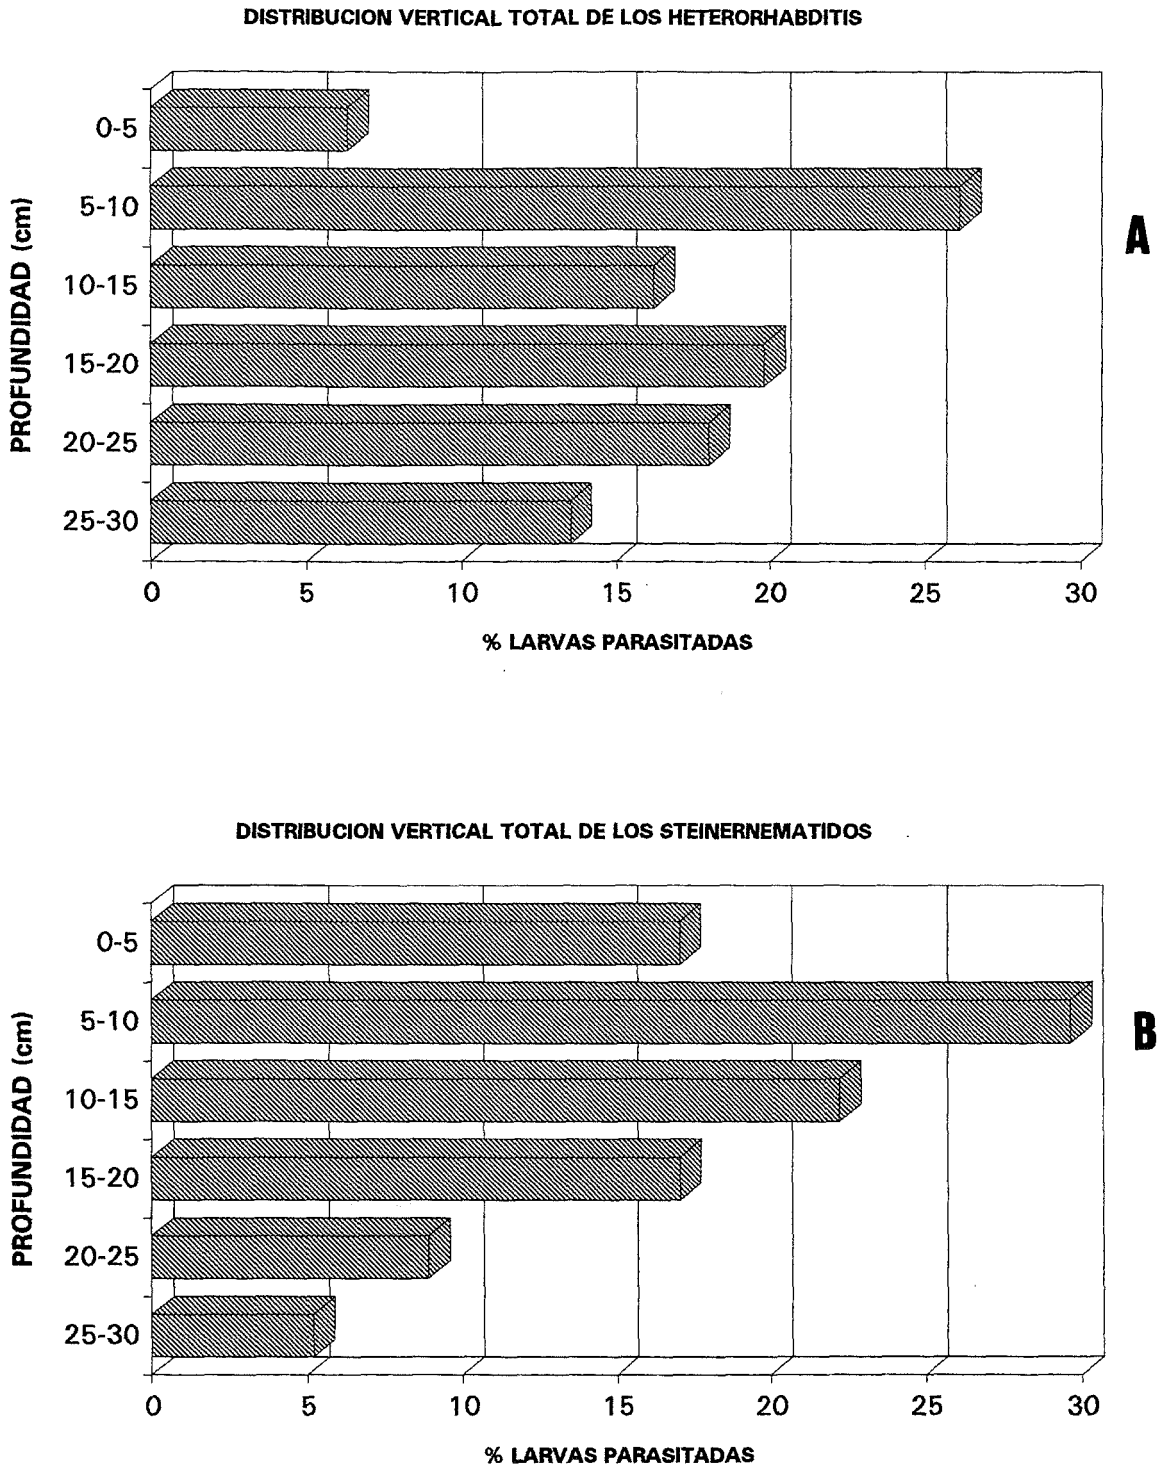 DISTRIBUCION VERTICAL TOTAL DE LOS HETERORHABDITIS
PROFUNDIDAD (cm)
0-5
5-10
10-15
15-20
20-25
25-30
0 5 10 15 20 25 30
% LARVAS PARASITADAS
A
DISTRIBUCION VERTICAL TOTAL DE LOS STEINERNEMATIDOS
PROFUNDIDAD (cm)
0-5
5-10
10-15
15-20
20-25
25-30
0 5 10 15 20 25 30
% LARVAS PARASITADAS
B